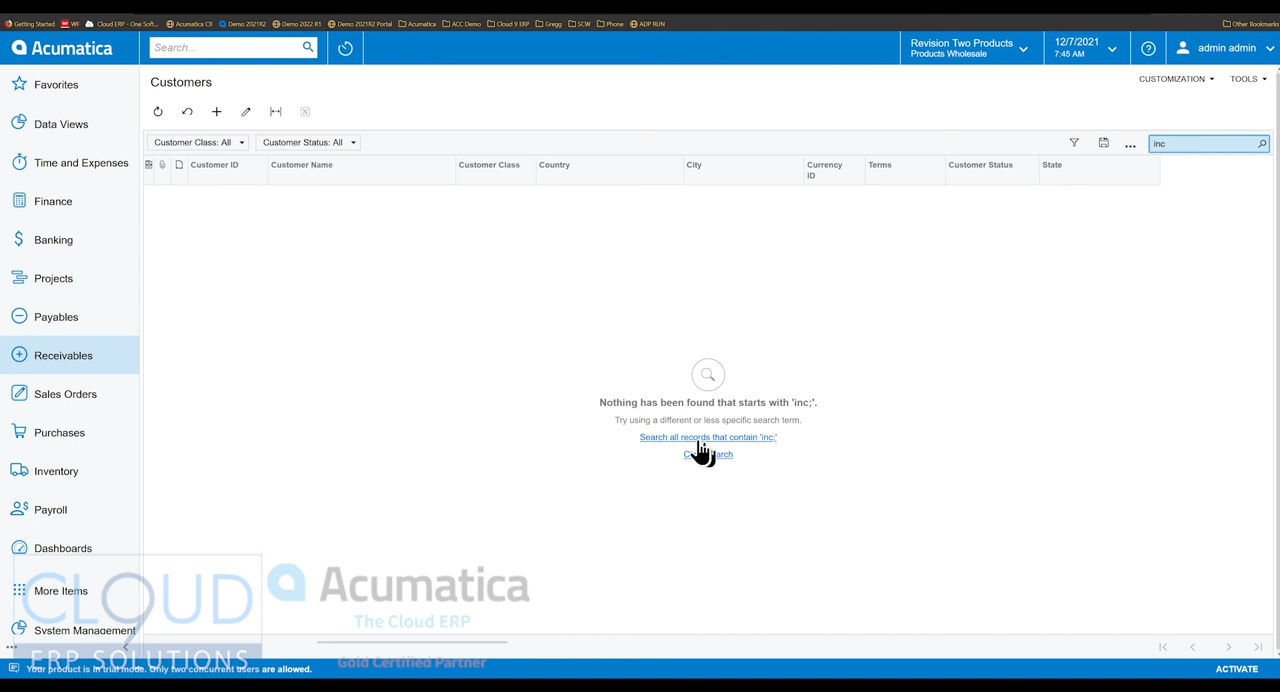 Getting Started WF Cloud ERP - One Soft... Acumatica C9 Demo 2021R2 Demo 2022 R1 Demo 2021R2 Portal Acumatica ACC Demo Cloud 9 ERP Gregg SCW Phone ADP RUN Other Bookmarks
Acumatica Search... Revision Two Products 12/7/2021 admin admin
Products Wholesale 7:45 AM
Customers CUSTOMIZATION TOOLS
Favorites
Data Views
Time and Expenses
Finance
Banking
Projects
Payables
Receivables
Sales Orders
Purchases
Inventory
Payroll
Dashboards
More Items
System Management
Customer Class: All Customer Status: All ... inc
Customer ID Customer Name Customer Class Country City Currency ID Terms Customer Status State
Nothing has been found that starts with 'inc;'.
Try using a different or less specific search term.
Search all records that contain 'inc;'
CLOUD 9
ERP SOLUTIONS
Acumatica
The Cloud ERP
Gold Certified Partner
Your product is in trial mode. Only two concurrent users are allowed. ACTIVATE